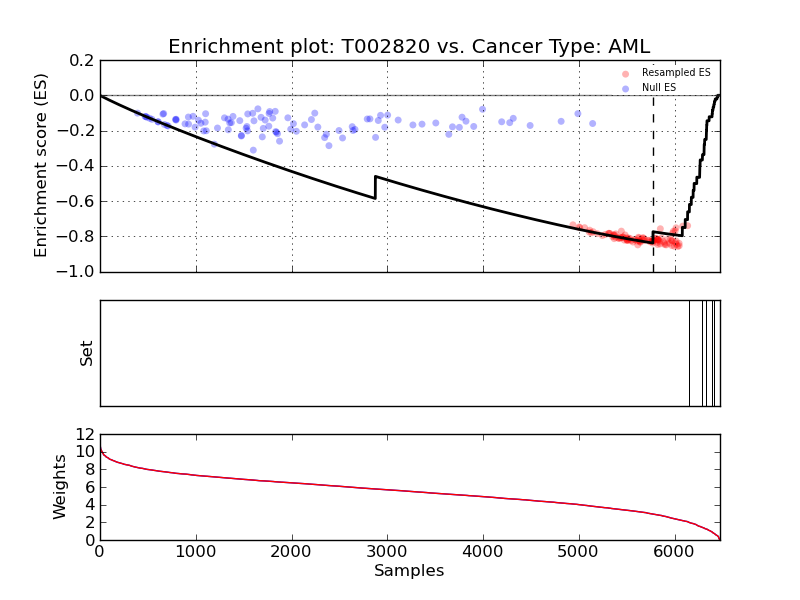 Enrichment plot: T002820 vs. Cancer Type: AML
Enrichment score (ES)
0.2
0.0
−0.2
−0.4
−0.6
−0.8
−1.0
Resampled ES
Null ES
Set
Weights
12
10
8
6
4
2
0
0 1000 2000 3000 4000 5000 6000
Samples